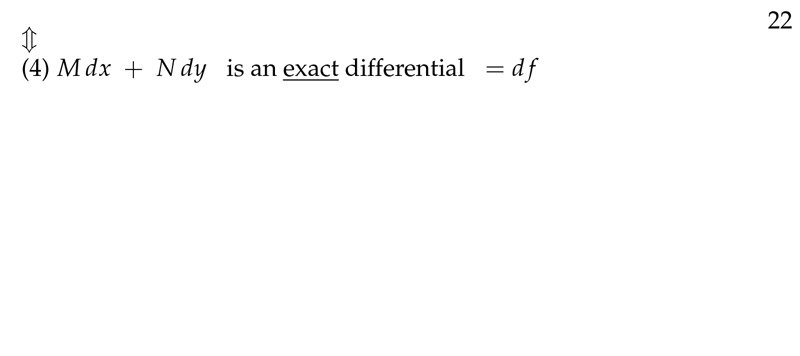 22
⇕
(4) M dx + N dy is an exact differential = df